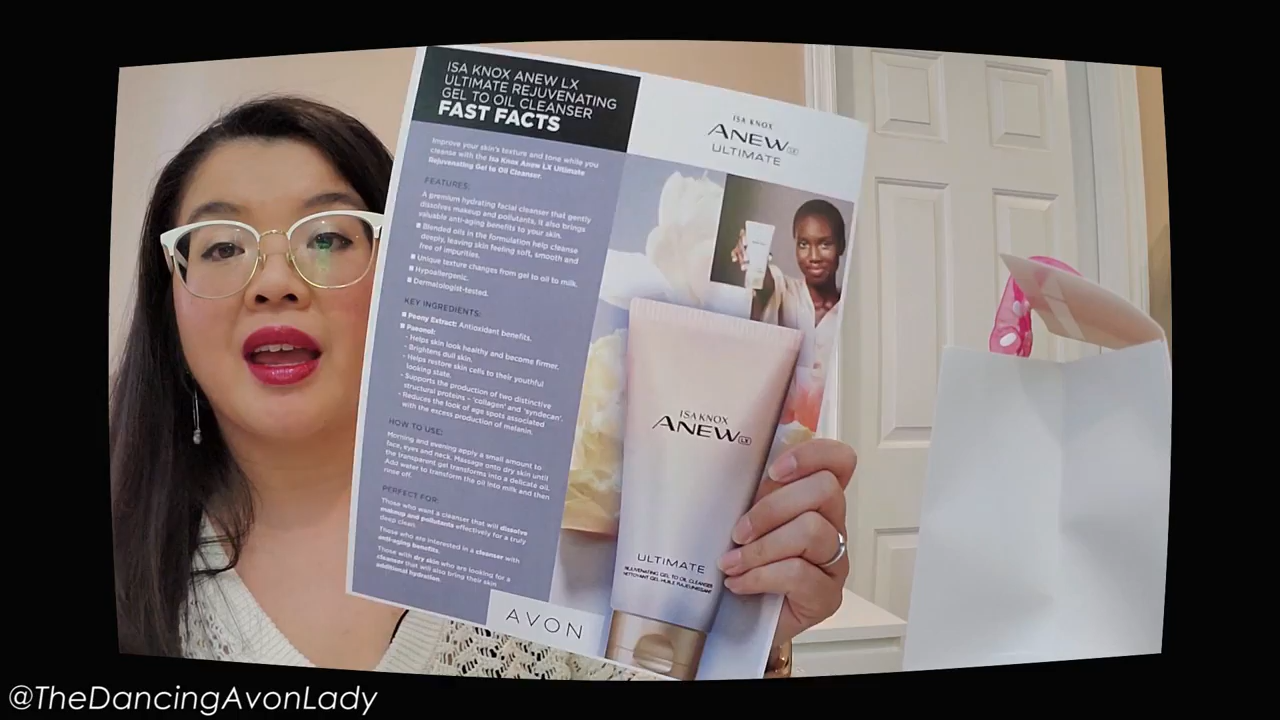 ISA KNOX ANEW LX
ULTIMATE REJUVENATING
GEL TO OIL CLEANSER
FAST FACTS
Improve your skin's texture and tone while you
cleanse with the Isa Knox Anew LX Ultimate
Rejuvenating Gel to Oil Cleanser.
FEATURES:
A premium hydrating facial cleanser that gently
dissolves makeup and pollutants, it also brings
valuable anti-aging benefits to your skin.
■ Blended oils in the formulation help cleanse
deeply, leaving skin feeling soft, smooth and
free of impurities.
■ Unique texture changes from gel to oil to milk.
■ Hypoallergenic.
■ Dermatologist-tested.
KEY INGREDIENTS:
■ Peony Extract: Antioxidant benefits.
■ Paeonol:
- Helps skin look healthy and become firmer.
- Brightens dull skin.
- Helps restore skin cells to their youthful
looking state.
- Supports the production of two distinctive
structural proteins – 'collagen' and 'syndecan'.
- Reduces the look of age spots associated
with the excess production of melanin.
HOW TO USE:
Morning and evening apply a small amount to
face, eyes and neck. Massage onto dry skin until
the transparent gel transforms into a delicate oil.
Add water to transform the oil into milk and then
rinse off.
PERFECT FOR:
Those who want a cleanser that will dissolve
makeup and pollutants effectively for a truly
deep clean.
Those who are interested in a cleanser with
anti-aging benefits.
Those with dry skin who are looking for a
cleanser that will also bring their skin
additional hydration.
AVON
ISA KNOX
ANEW LX
ULTIMATE
ISA KNOX
ANEW LX
ULTIMATE
REJUVENATING GEL TO OIL CLEANSER
NETTOYANT GEL-HUILE RAJEUNISSANT
@TheDancingAvonLady